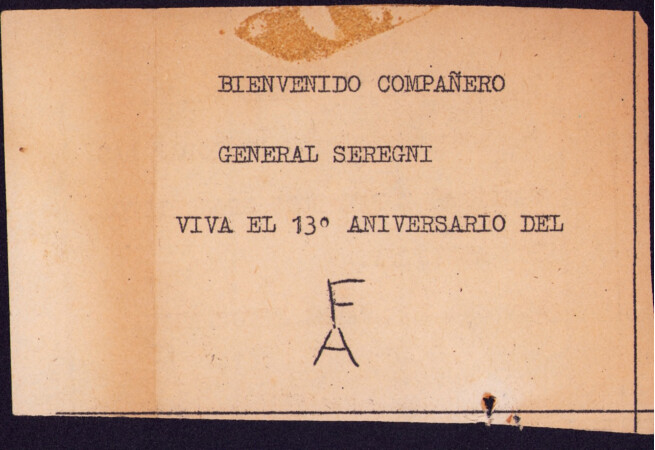 BIENVENIDO COMPAÑERO
GENERAL SEREGNI
VIVA EL 13º ANIVERSARIO DEL
F
A